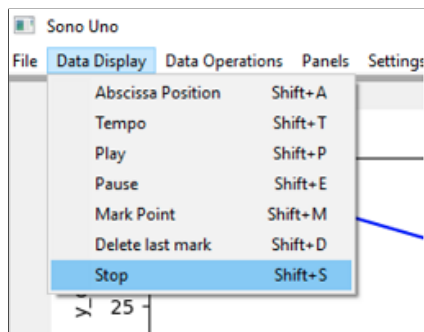 Sono Uno
File Data Display Data Operations Panels Settings
Abscissa Position Shift+A
Tempo Shift+T
Play Shift+P
Pause Shift+E
Mark Point Shift+M
Delete last mark Shift+D
Stop Shift+S
25